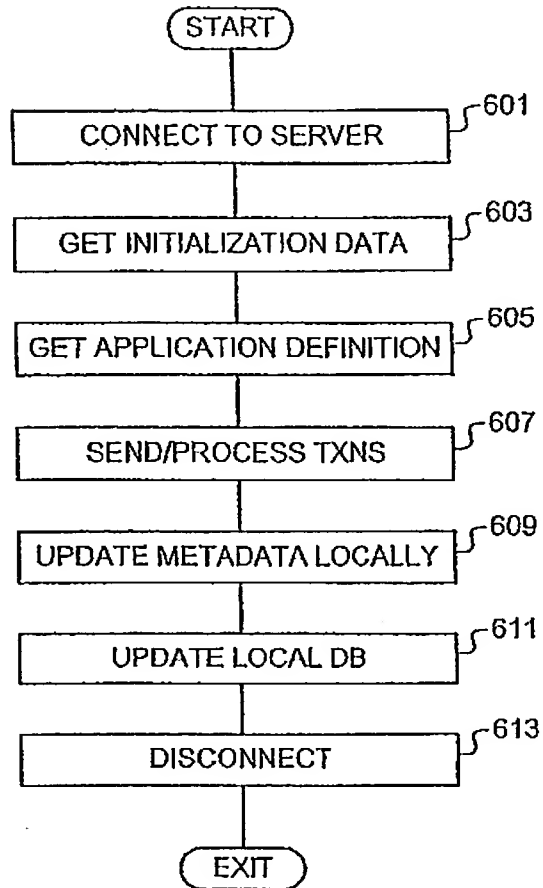 START
601
CONNECT TO SERVER
603
GET INITIALIZATION DATA
605
GET APPLICATION DEFINITION
607
SEND/PROCESS TXNS
609
UPDATE METADATA LOCALLY
611
UPDATE LOCAL DB
613
DISCONNECT
EXIT